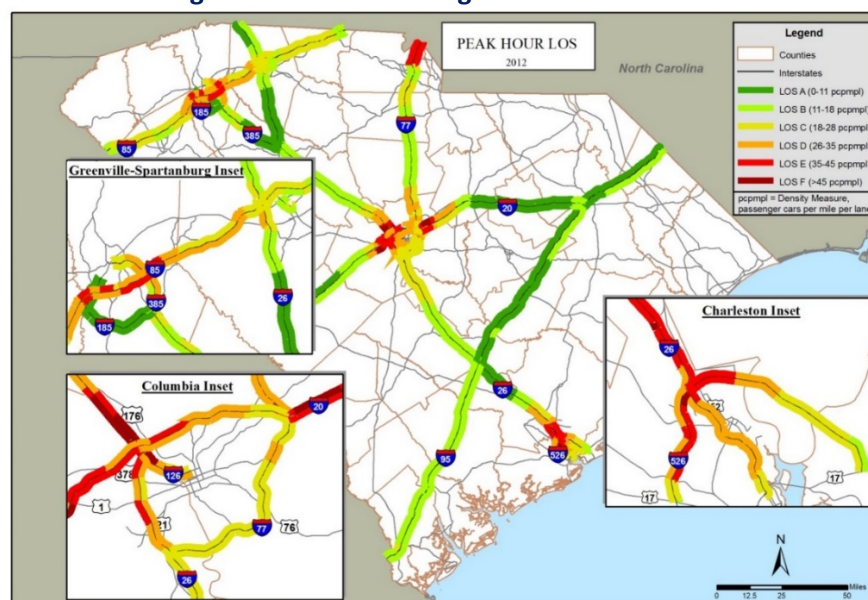 PEAK HOUR LOS
2012
North Carolina
Legend
Counties
Interstates
LOS A (0-11 pcpmpl)
LOS B (11-18 pcpmpl)
LOS C (18-28 pcpmpl)
LOS D (26-35 pcpmpl)
LOS E (35-45 pcpmpl)
LOS F (>45 pcpmpl)
pcpmpl = Density Measure,
passenger cars per mile per lane
185
385
85
77
20
26
95
526
Greenville-Spartanburg Inset
85
385
26
185
Columbia Inset
176
20
126
378
1
21
77
76
26
Charleston Inset
26
52
526
17
17
N
Miles
0 12.5 25 50